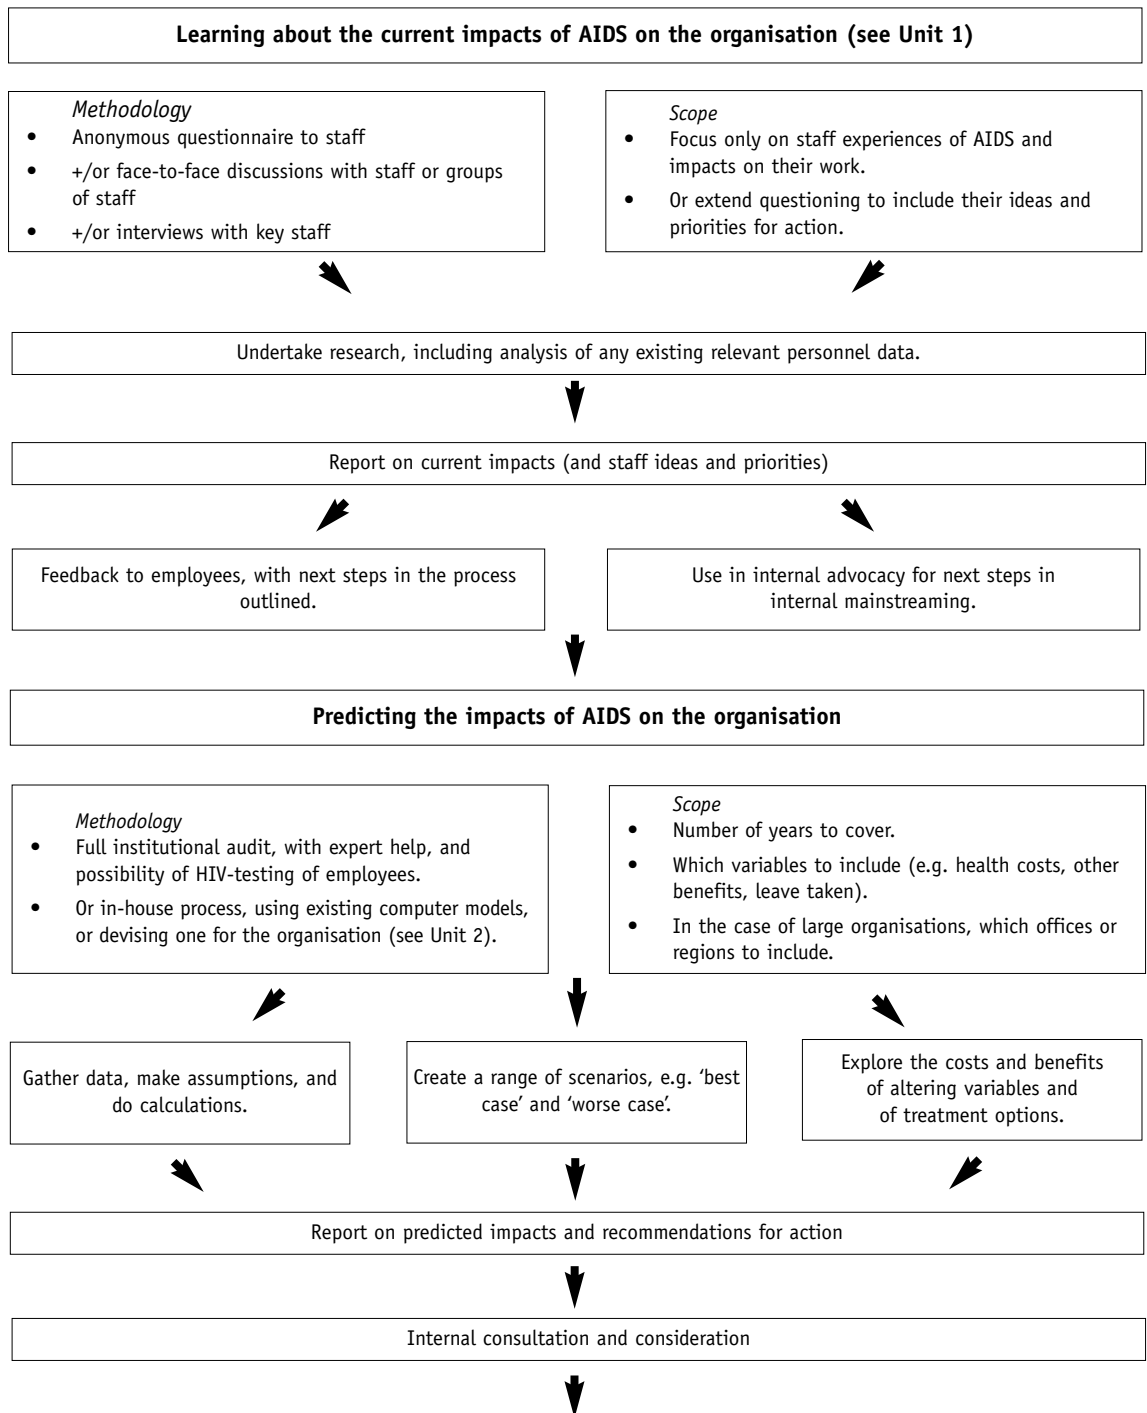 Learning about the current impacts of AIDS on the organisation (see Unit 1)
Methodology
• Anonymous questionnaire to staff
• +/or face-to-face discussions with staff or groups
of staff
• +/or interviews with key staff
Scope
• Focus only on staff experiences of AIDS and
impacts on their work.
• Or extend questioning to include their ideas and
priorities for action.
Undertake research, including analysis of any existing relevant personnel data.
Report on current impacts (and staff ideas and priorities)
Feedback to employees, with next steps in the process
outlined.
Use in internal advocacy for next steps in
internal mainstreaming.
Predicting the impacts of AIDS on the organisation
Methodology
• Full institutional audit, with expert help, and
possibility of HIV-testing of employees.
• Or in-house process, using existing computer models,
or devising one for the organisation (see Unit 2).
Scope
• Number of years to cover.
• Which variables to include (e.g. health costs, other
benefits, leave taken).
• In the case of large organisations, which offices or
regions to include.
Gather data, make assumptions, and
do calculations.
Create a range of scenarios, e.g. ‘best
case’ and ‘worse case’.
Explore the costs and benefits
of altering variables and
of treatment options.
Report on predicted impacts and recommendations for action
Internal consultation and consideration